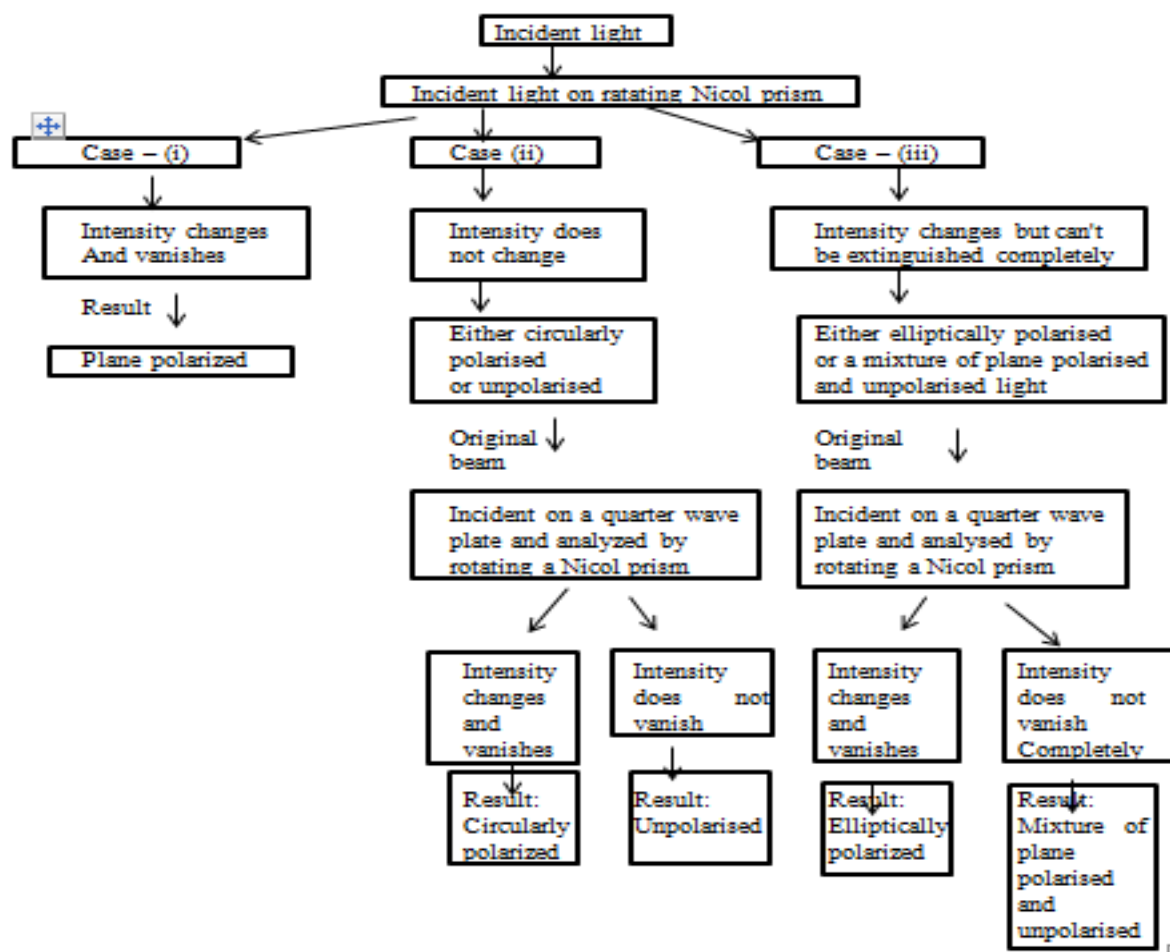 Incident light
Incident light on ratating Nicol prism
Case – (i)
Case (ii)
Case – (iii)
Intensity changes
And vanishes
Intensity does
not change
Intensity changes but can't
be extinguished completely
Result
Plane polarized
Either circularly
polarised
or unpolarised
Either elliptically polarised
or a mixture of plane polarised
and unpolarised light
Original
beam
Original
beam
Incident on a quarter wave
plate and analyzed by
rotating a Nicol prism
Incident on a quarter wave
plate and analysed by
rotating a Nicol prism
Intensity
changes
and
vanishes
Intensity
does not
vanish
Intensity
changes
and
vanishes
Intensity
does not
vanish
Completely
Result:
Circularly
polarized
Result:
Unpolarised
Result:
Elliptically
polarized
Result:
Mixture of
plane
polarised
and
unpolarised